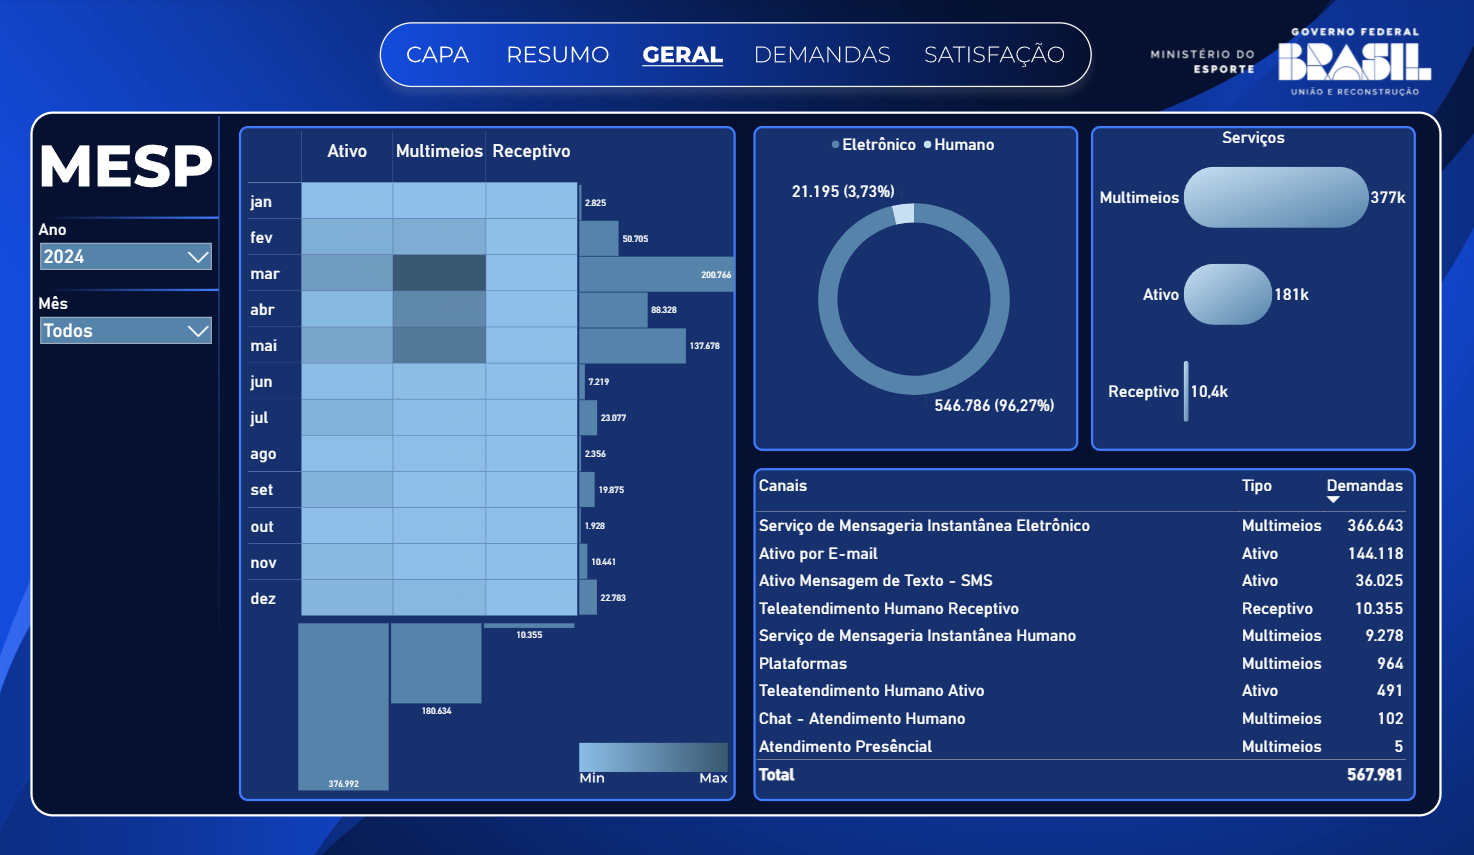 CAPA RESUMO GERAL DEMANDAS SATISFAÇÃO
MINISTÉRIO DO
ESPORTE
GOVERNO FEDERAL
BRASIL
UNIÃO E RECONSTRUÇÃO
MESP
Ano
2024
Mês
Todos
Ativo Multimeios Receptivo
jan 2.825
fev 50.705
mar 200.766
abr 88.328
mai 137.678
jun 7.219
jul 23.077
ago 2.356
set 19.875
out 1.928
nov 10.441
dez 22.783
10.355
180.634
376.992
Min Max
Eletrônico Humano
21.195 (3,73%)
546.786 (96,27%)
Serviços
Multimeios 377k
Ativo 181k
Receptivo 10,4k
Canais Tipo Demandas
Serviço de Mensageria Instantânea Eletrônico Multimeios 366.643
Ativo por E-mail Ativo 144.118
Ativo Mensagem de Texto - SMS Ativo 36.025
Teleatendimento Humano Receptivo Receptivo 10.355
Serviço de Mensageria Instantânea Humano Multimeios 9.278
Plataformas Multimeios 964
Teleatendimento Humano Ativo Ativo 491
Chat - Atendimento Humano Multimeios 102
Atendimento Presêncial Multimeios 5
Total 567.981